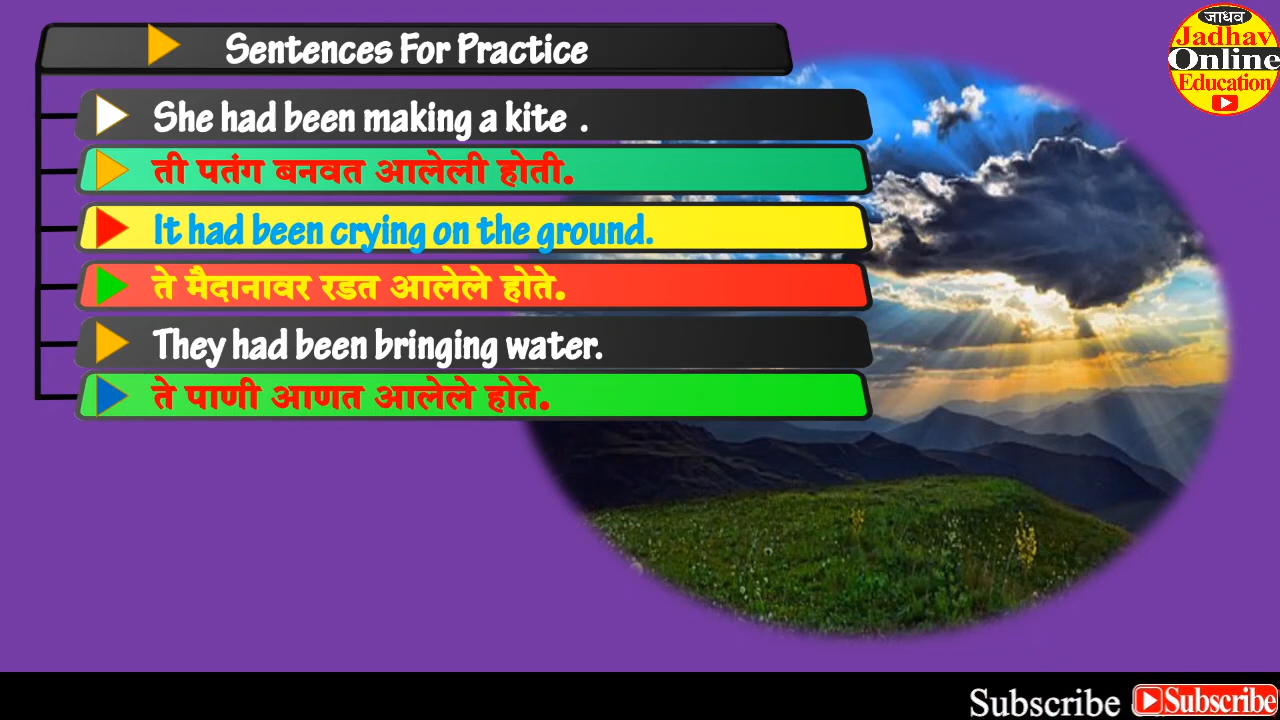 Sentences For Practice
She had been making a kite .
ती पतंग बनवत आलेली होती.
It had been crying on the ground.
ते मैदानावर रडत आलेले होते.
They had been bringing water.
ते पाणी आणत आलेले होते.
जाधव
Jadhav
Online
Education
Subscribe
Subscribe